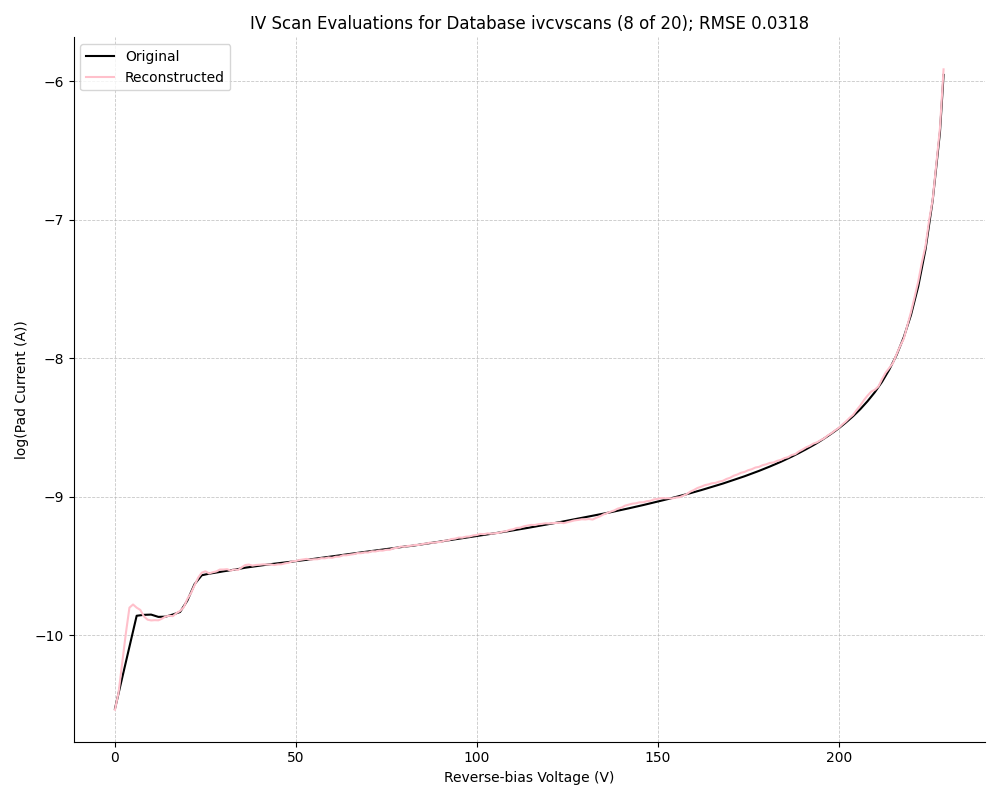 IV Scan Evaluations for Database ivcvscans (8 of 20); RMSE 0.0318
Original
Reconstructed
−6
−7
−8
−9
−10
log(Pad Current (A))
0
50
100
150
200
Reverse-bias Voltage (V)